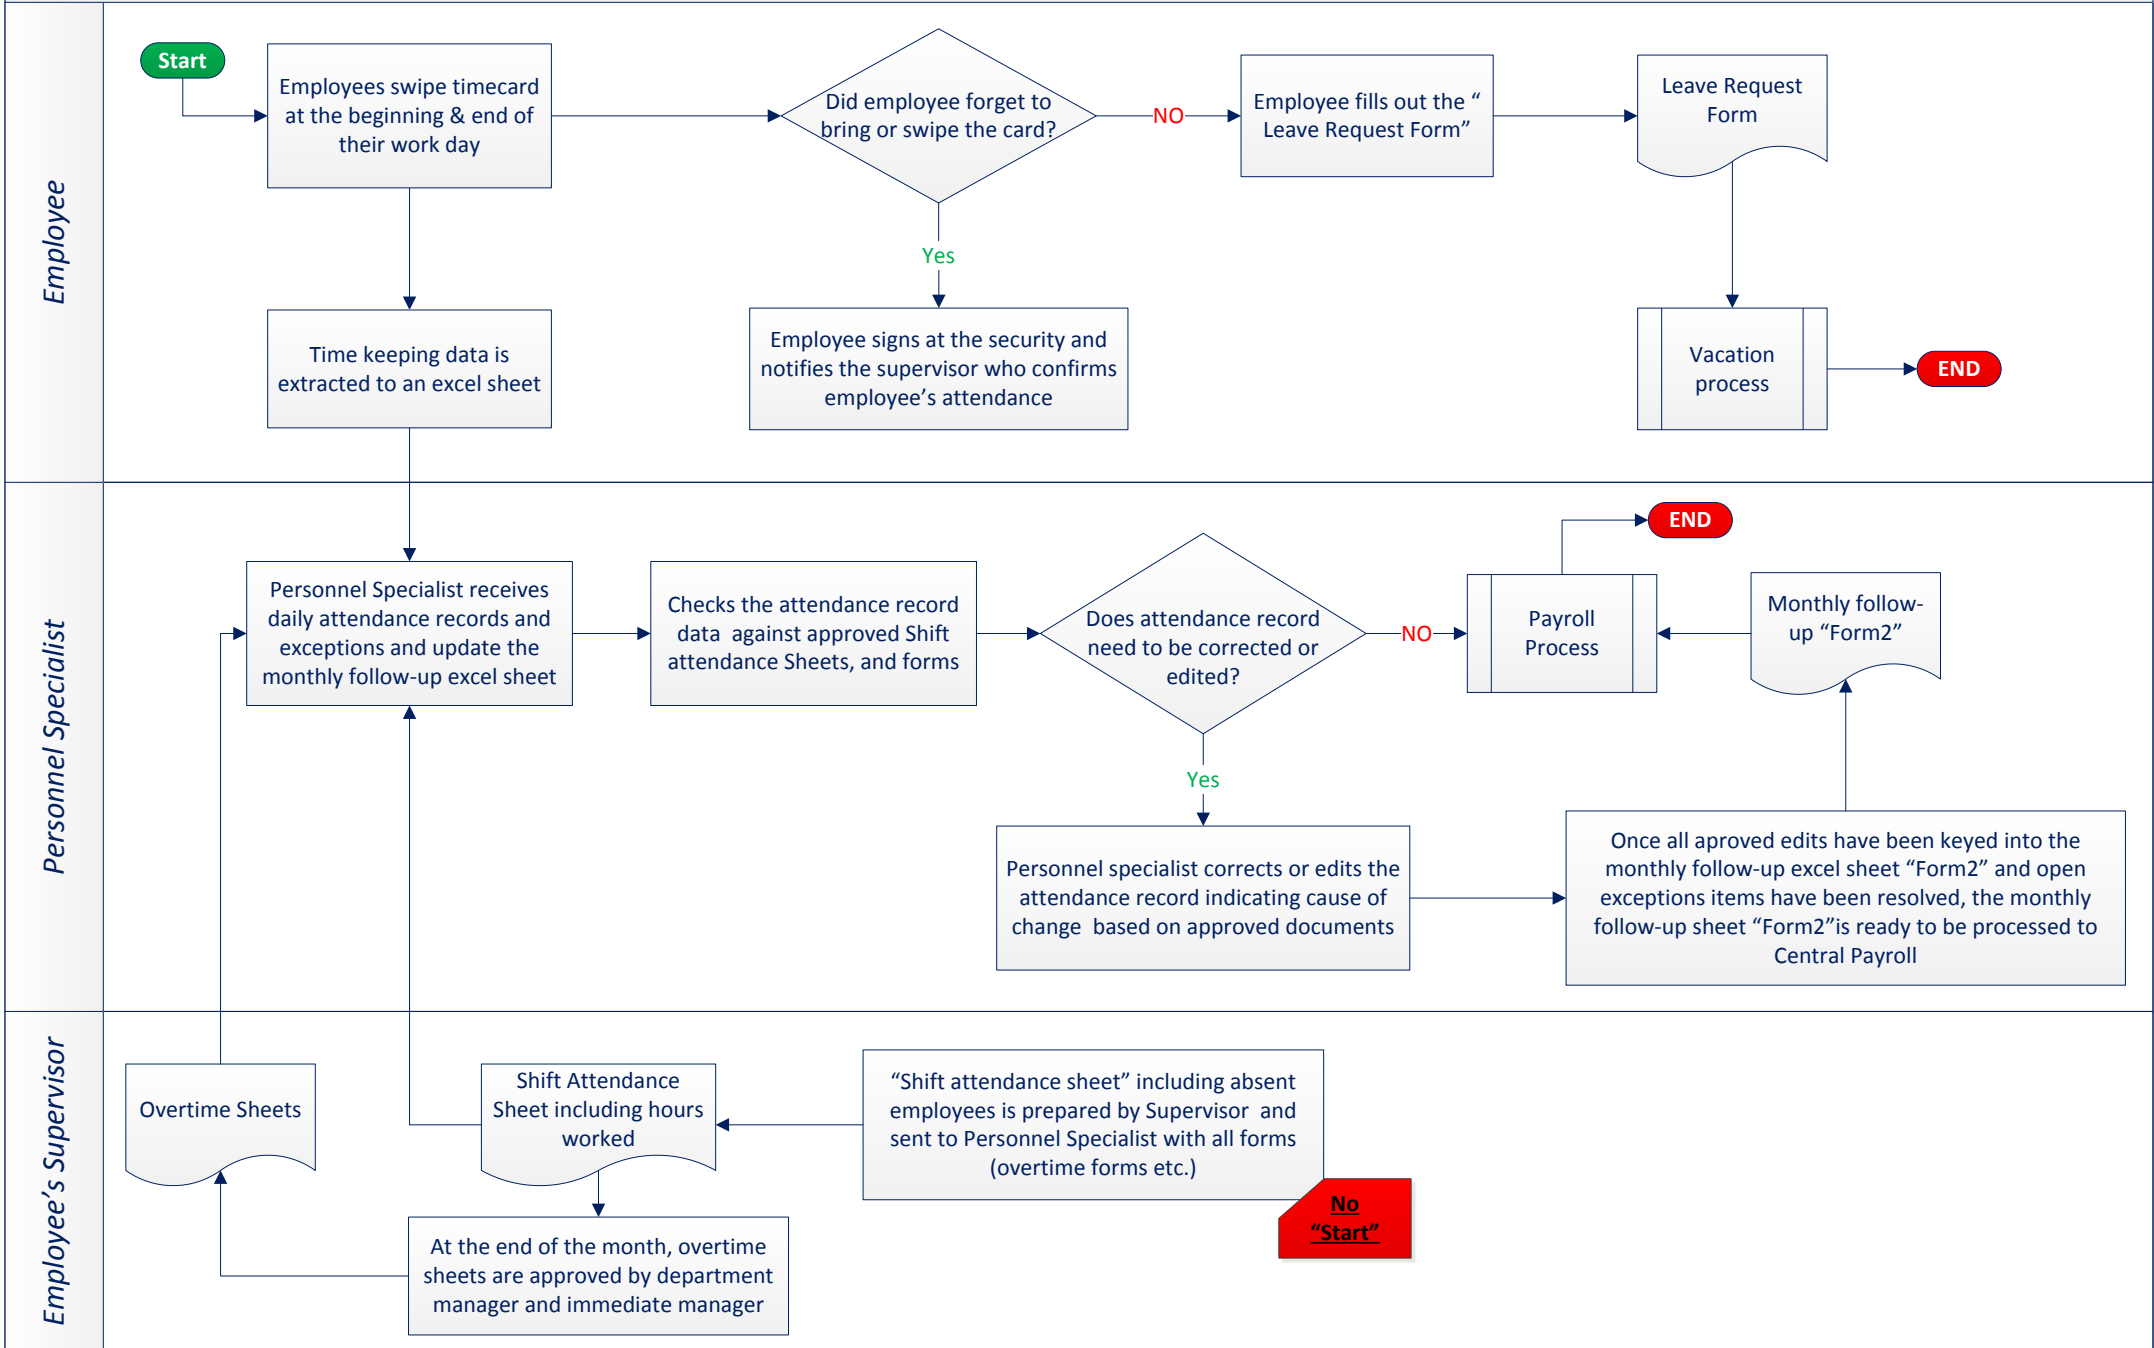 Employee
Start
Employees swipe timecard
at the beginning & end of
their work day
Did employee forget to
bring or swipe the card?
NO
Employee fills out the “
Leave Request Form”
Leave Request
Form
Yes
Time keeping data is
extracted to an excel sheet
Employee signs at the security and
notifies the supervisor who confirms
employee’s attendance
Vacation
process
END
Personnel Specialist
END
Personnel Specialist receives
daily attendance records and
exceptions and update the
monthly follow-up excel sheet
Checks the attendance record
data  against approved Shift
attendance Sheets, and forms
Does attendance record
need to be corrected or
edited?
NO
Payroll
Process
Monthly follow-
up “Form2”
Yes
Personnel specialist corrects or edits the
attendance record indicating cause of
change  based on approved documents
Once all aproved edits have been keyed into the
monthly follow-up excel sheet “Form2” and open
exceptions items have been resolved, the monthly
follow-up sheet “Form2”is ready to be processed to
Central Payroll
Employee’s Supervisor
Overtime Sheets
Shift Attendance
Sheet including hours
worked
“Shift attendance sheet” including absent
employees is prepared by Supervisor  and
sent to Personnel Specialist with all forms
(overtime forms etc.)
No
“Start”
At the end of the month, overtime
sheets are approved by department
manager and immediate manager